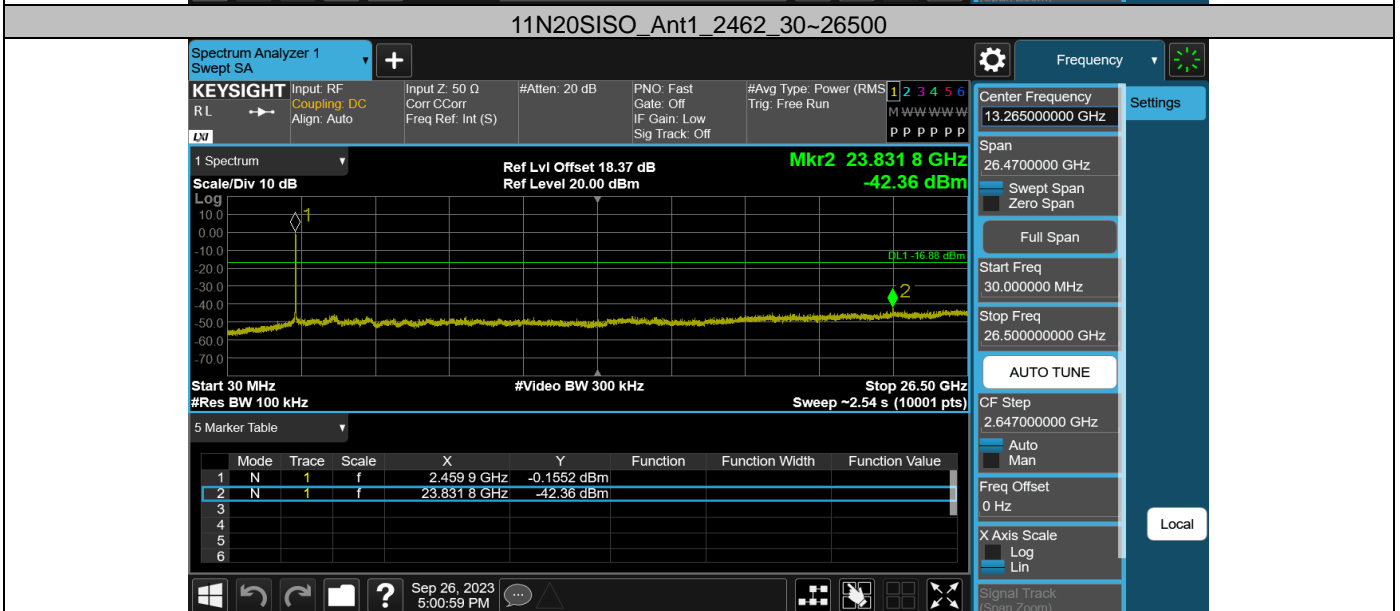 11N20SISO_Ant1_2462_30~26500
Spectrum Analyzer 1
Swept SA
+
Frequency
KEYSIGHT
RL
LXI
Input: RF
Coupling: DC
Align: Auto
Input Z: 50 Ω
Corr CCorr
Freq Ref: Int (S)
#Atten: 20 dB
PNO: Fast
Gate: Off
IF Gain: Low
Sig Track: Off
#Avg Type: Power (RMS
Trig: Free Run
1 2 3 4 5 6
M W W W W W
P P P P P P
1 Spectrum
Scale/Div 10 dB
Ref Lvl Offset 18.37 dB
Ref Level 20.00 dBm
Mkr2 23.831 8 GHz
-42.36 dBm
Log
10.0
0.00
-10.0
-20.0
-30.0
-40.0
-50.0
-60.0
-70.0
1
DL1 -16.88 dBm
2
Start 30 MHz
#Video BW 300 kHz
Stop 26.50 GHz
#Res BW 100 kHz
Sweep ~2.54 s (10001 pts)
5 Marker Table
Mode Trace Scale X Y Function Function Width Function Value
1 N 1 f 2.459 9 GHz -0.1552 dBm
2 N 1 f 23.831 8 GHz -42.36 dBm
3
4
5
6
Sep 26, 2023
5:00:59 PM
?
Center Frequency
13.265000000 GHz
Settings
Span
26.4700000 GHz
Swept Span
Zero Span
Full Span
Start Freq
30.000000 MHz
Stop Freq
26.500000000 GHz
AUTO TUNE
CF Step
2.647000000 GHz
Auto
Man
Freq Offset
0 Hz
Local
X Axis Scale
Log
Lin
Signal Track
(Span Zoom)